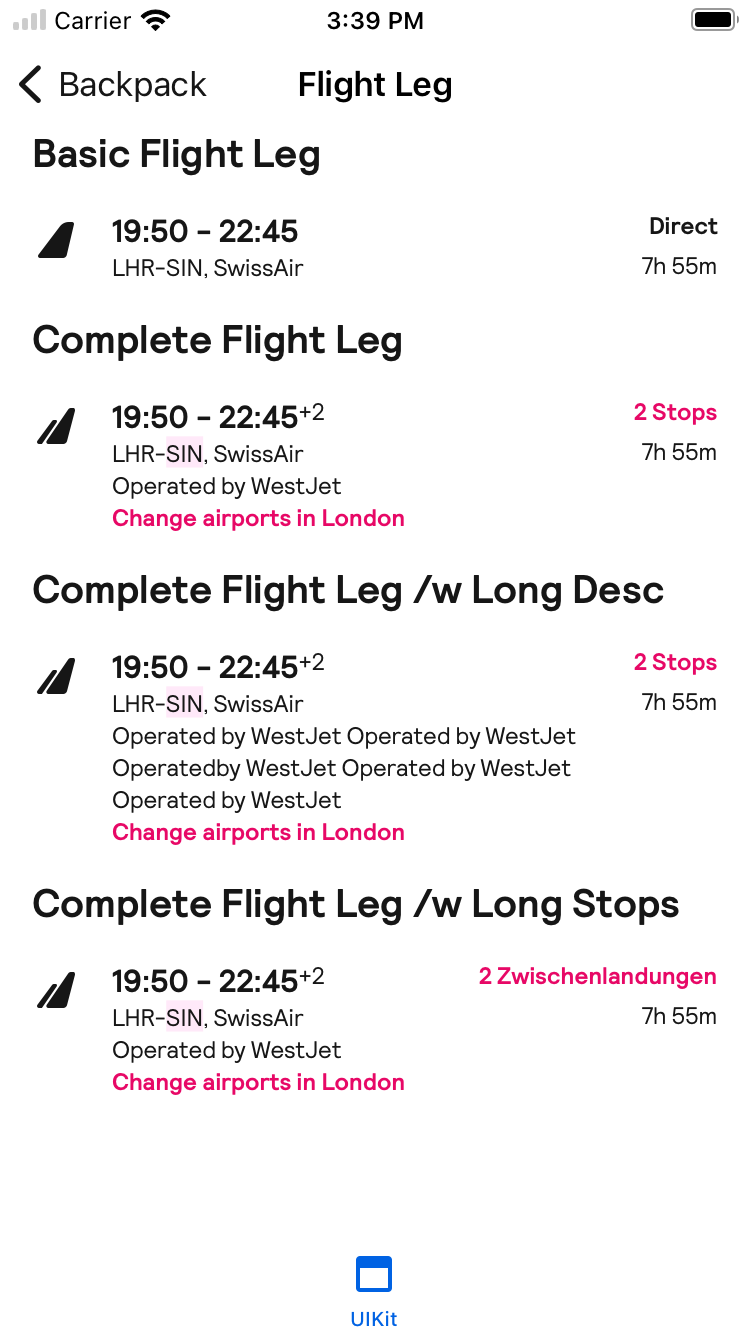 Carrier 3:39 PM
Backpack Flight Leg
Basic Flight Leg
19:50 – 22:45 Direct
LHR–SIN, SwissAir 7h 55m
Complete Flight Leg
19:50 – 22:45+2 2 Stops
LHR–SIN, SwissAir 7h 55m
Operated by WestJet
Change airports in London
Complete Flight Leg /w Long Desc
19:50 – 22:45+2 2 Stops
LHR–SIN, SwissAir 7h 55m
Operated by WestJet Operated by WestJet
Operatedby WestJet Operated by WestJet
Operated by WestJet
Change airports in London
Complete Flight Leg /w Long Stops
19:50 – 22:45+2 2 Zwischenlandungen
LHR–SIN, SwissAir 7h 55m
Operated by WestJet
Change airports in London
UIKit